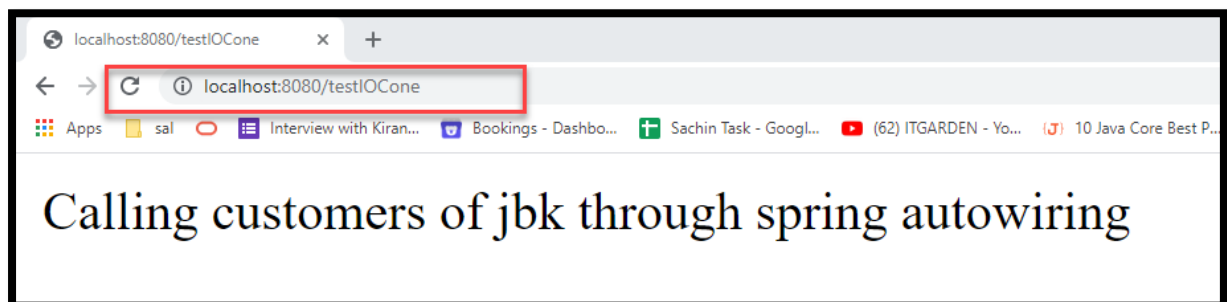 localhost:8080/testIOCone
localhost:8080/testIOCone
Apps sal Interview with Kiran... Bookings - Dashbo... Sachin Task - Googl... (62) ITGARDEN - Yo... {J} 10 Java Core Best P...
Calling customers of jbk through spring autowiring